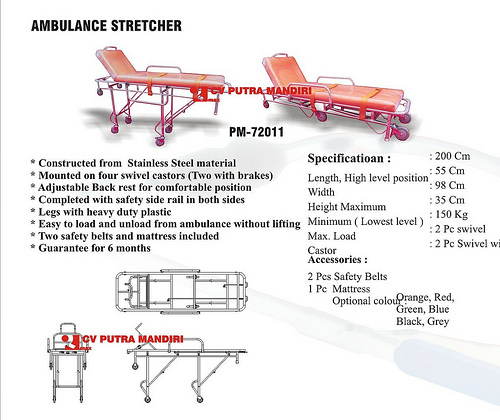 AMBULANCE STRETCHER
CV PUTRA MANDIRI
CV PUTRA MANDIRI
PM-72011
* Constructed from Stainless Steel material
* Mounted on four swivel castors (Two with brakes)
* Adjustable Back rest for comfortable position
* Completed with safety side rail in both sides
* Legs with heavy duty plastic
* Easy to load and unload from ambulance without lifting
* Two safety belts and mattress included
* Guarantee for 6 months
Specificatioan :
Length, High level position
Width
Height Maximum
Minimum ( Lowest level )
Max. Load
Castor
: 200 Cm
: 55 Cm
: 98 Cm
: 35 Cm
: 150 Kg
: 2 Pc swivel
: 2 Pc Swivel wi
Accessories :
2 Pcs Safety Belts
1 Pc Mattress
Optional colour :
Orange, Red,
Green, Blue
Black, Grey
CV PUTRA MANDIRI